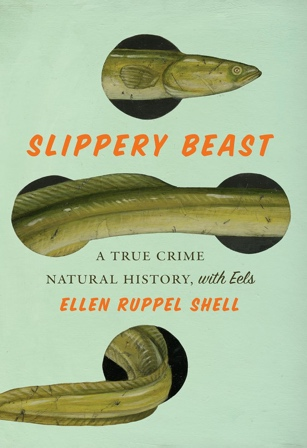 SLIPPERY BEAST
A TRUE CRIME
NATURAL HISTORY, with Eels
ELLEN RUPPEL SHELL